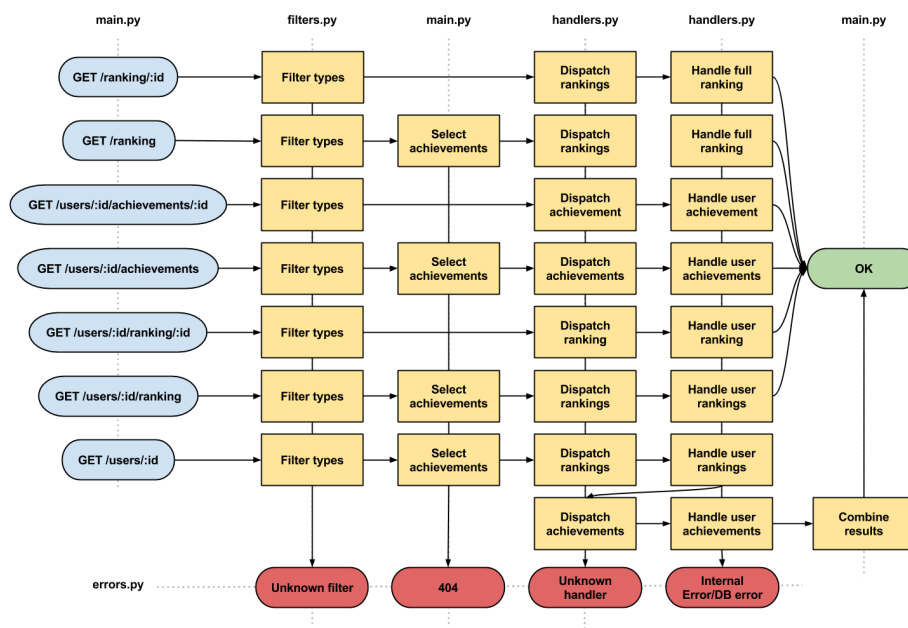 main.py filters.py main.py handlers.py handlers.py main.py
GET /ranking/:id
Filter types
Dispatch
rankings
Handle full
ranking
GET /ranking
Filter types
Select
achievements
Dispatch
rankings
Handle full
ranking
GET /users/:id/achievements/:id
Filter types
Dispatch
achievement
Handle user
achievement
GET /users/:id/achievements
Filter types
Select
achievements
Dispatch
achievements
Handle user
achievements
OK
GET /users/:id/ranking/:id
Filter types
Dispatch
ranking
Handle user
ranking
GET /users/:id/ranking
Filter types
Select
achievements
Dispatch
rankings
Handle user
rankings
GET /users/:id
Filter types
Select
achievements
Dispatch
rankings
Handle user
rankings
Dispatch
achievements
Handle user
achievements
Combine
results
errors.py
Unknown filter
404
Unknown
handler
Internal
Error/DB error